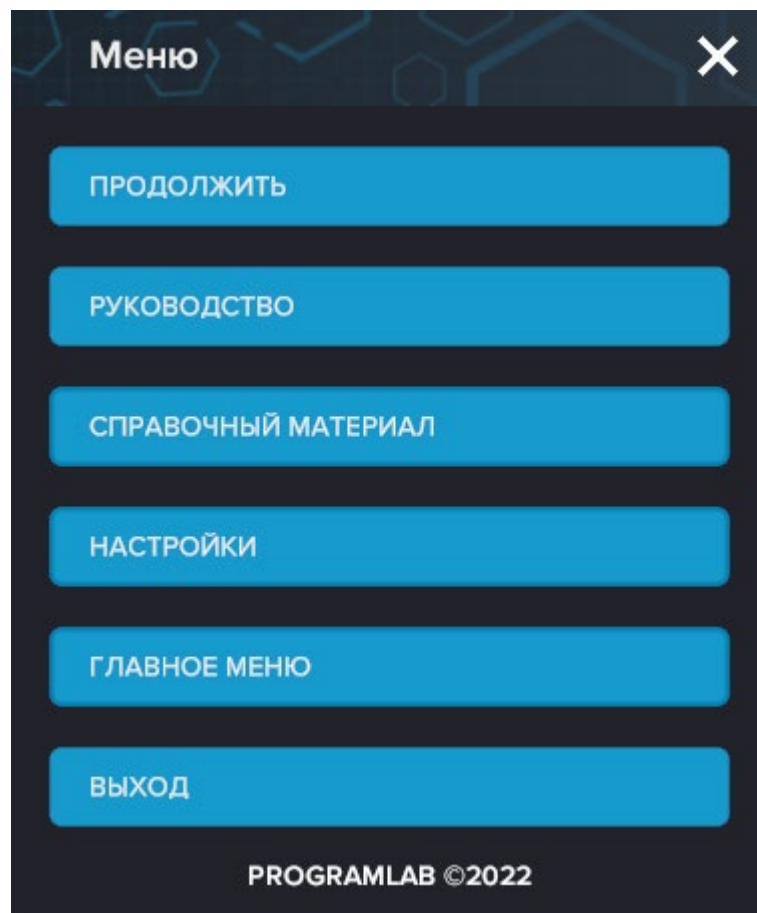 Меню
ПРОДОЛЖИТЬ
РУКОВОДСТВО
СПРАВОЧНЫЙ МАТЕРИАЛ
НАСТРОЙКИ
ГЛАВНОЕ МЕНЮ
ВЫХОД
PROGRAMLAB ©2022